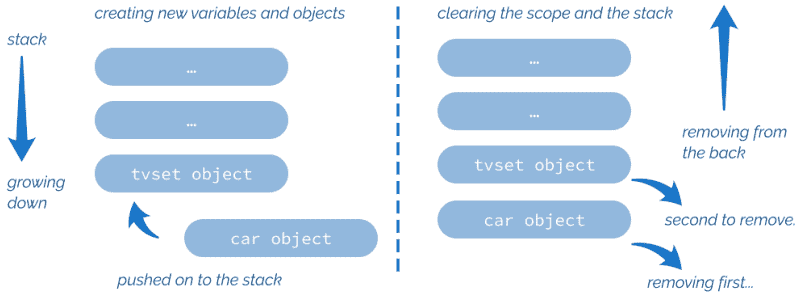 creating new variables and objects
stack
...
...
tvset object
growing
down
car object
pushed on to the stack
clearing the scope and the stack
...
...
removing from
the back
tvset object
second to remove.
car object
removing first...